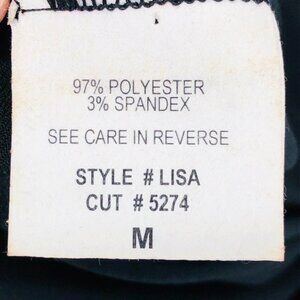 97% POLYESTER
3% SPANDEX
SEE CARE IN REVERSE
STYLE # LISA
CUT # 5274
M